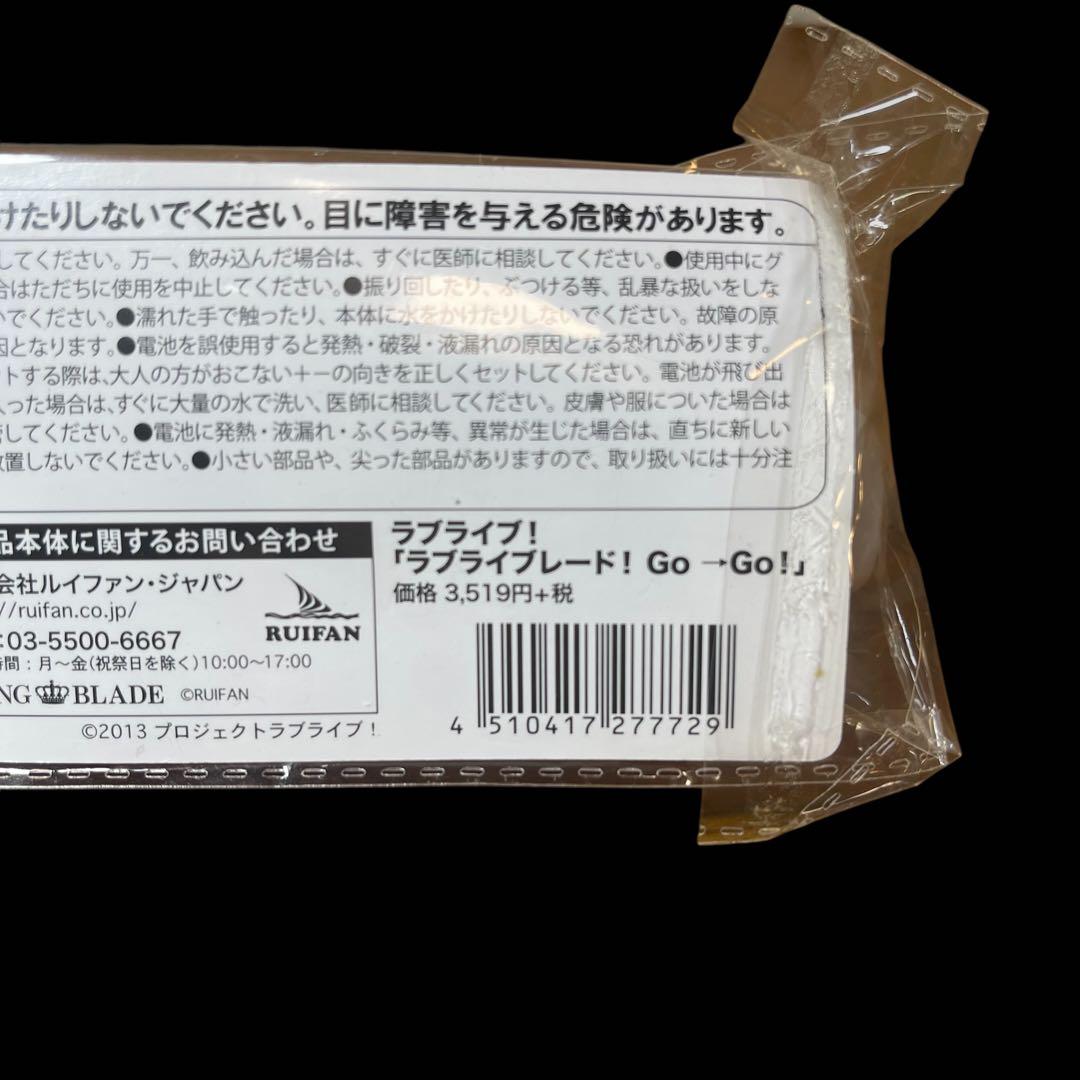 けたりしないでください。目に障害を与える危険があります。
してください。万一、飲み込んだ場合は、すぐに医師に相談してください。●使用中にグ
合はただちに使用を中止してください。●振り回したり、ぶつける等、乱暴な扱いをしな
いでください。●濡れた手で触ったり、本体に水をかけたりしないでください。故障の原
因となります。●電池を誤使用すると発熱・破裂・液漏れの原因となる恐れがあります。
ットする際は、大人の方がおこない＋−の向きを正しくセットしてください。電池が飛び出
入った場合は、すぐに大量の水で洗い、医師に相談してください。皮膚や服についた場合は
してください。●電池に発熱・液漏れ・ふくらみ等、異常が生じた場合は、直ちに新しい
放置しないでください。●小さい部品や、尖った部品がありますので、取り扱いには十分注
品本体に関するお問い合わせ
会社ルイファン・ジャパン
//ruifan.co.jp/
:03-5500-6667
時間：月〜金(祝祭日を除く)10:00〜17:00
RUIFAN
NG BLADE ©RUIFAN
©2013 プロジェクトラブライブ！
ラブライブ！
「ラブライブレード！ Go →Go！」
価格 3,519円+税
4 510417 277729